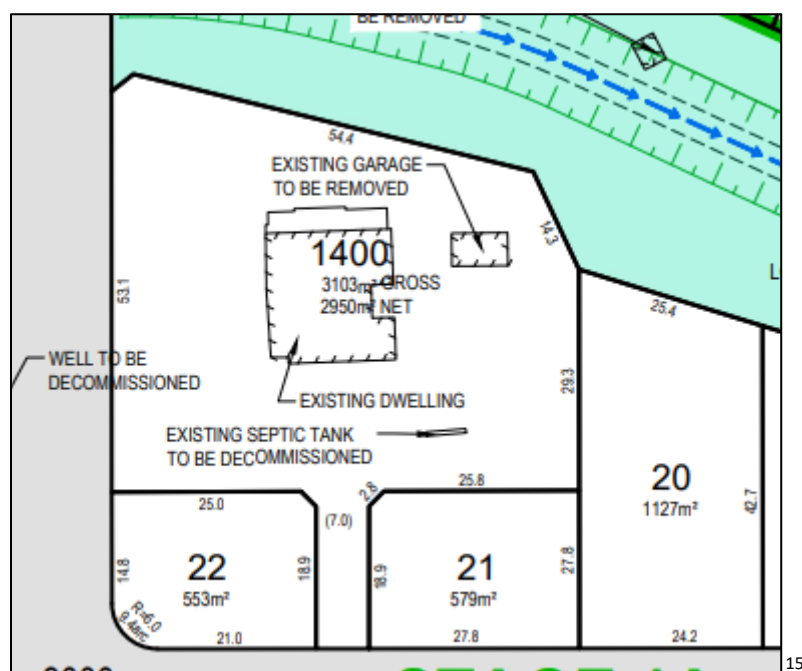 BE REMOVED
54.4
EXISTING GARAGE
TO BE REMOVED
14.3
1400
3103m² GROSS
2950m² NET
53.1
25.4
WELL TO BE
DECOMMISSIONED
29.3
EXISTING DWELLING
EXISTING SEPTIC TANK
TO BE DECOMMISSIONED
25.0
2.8
25.8
(7.0)
20
1127m²
42.7
14.8
22
553m²
18.9
18.9
21
579m²
27.8
R=6.0
21.0
27.8
24.2
15